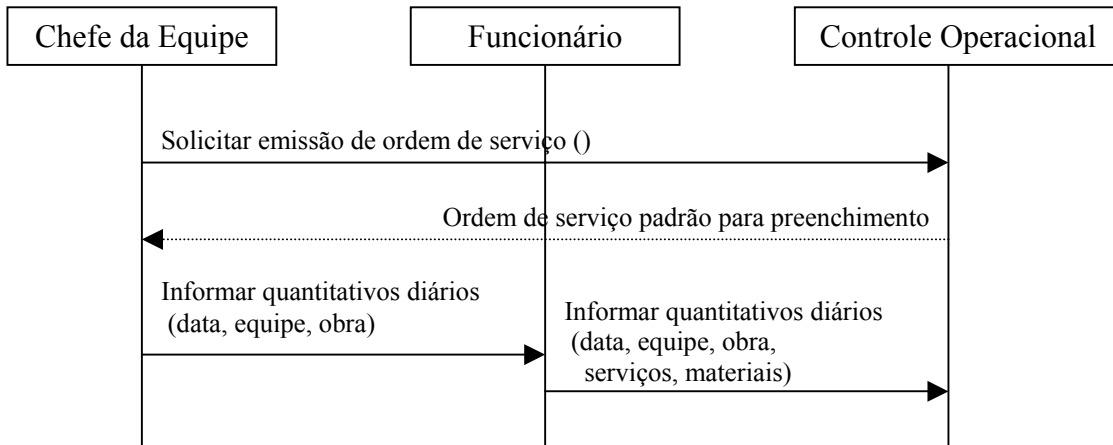 Chefe da Equipe
Funcionário
Controle Operacional
Solicitar emissão de ordem de serviço ()
Ordem de serviço padrão para preenchimento
Informar quantitativos diários
(data, equipe, obra)
Informar quantitativos diários
(data, equipe, obra,
serviços, materiais)